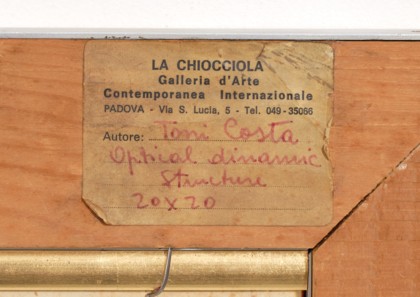 LA CHIOCCIOLA
Galleria d'Arte
Contemporanea Internazionale
PADOVA - Via S. Lucia, 5 - Tel. 049-35066
Autore: Toni Costa
Optical dinamic
Structure
20x20